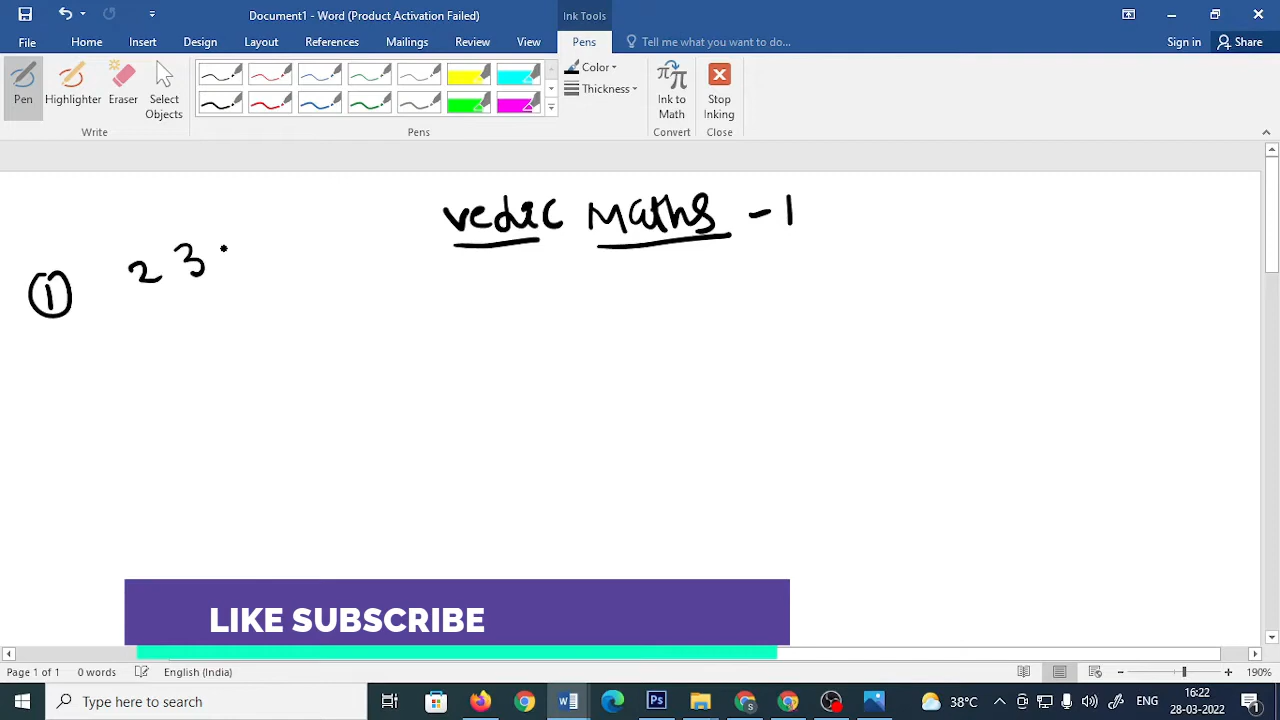 Document1 - Word (Product Activation Failed)
Ink Tools
File Home Insert Design Layout References Mailings Review View Pens Tell me what you want to do... Sign in Share
Pen Highlighter Eraser Select Objects
Color
Thickness
Ink to Math
Stop Inking
Write Pens Convert Close
vedic Maths - 1
① 2 3
LIKE SUBSCRIBE
Page 1 of 1 0 words English (India) 190%
Type here to search
38°C ENG 16:22
28-03-2022